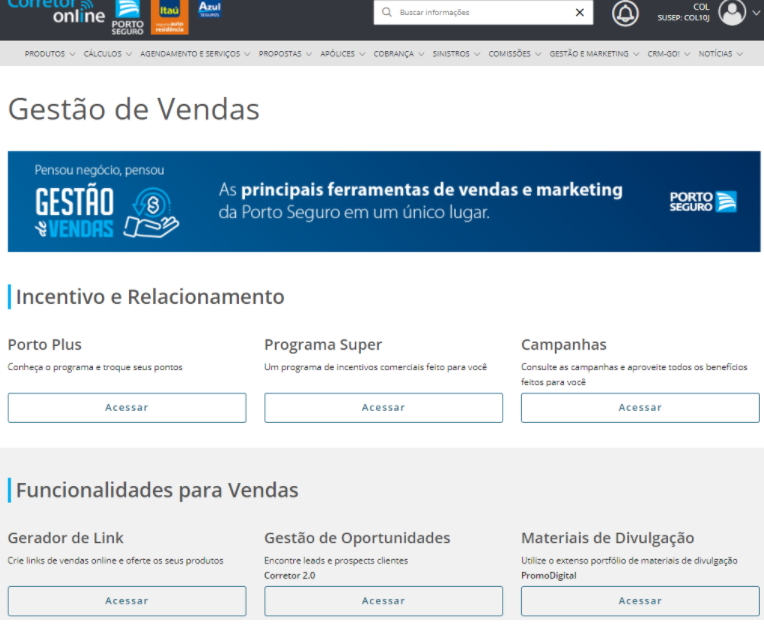 Corretor
online
PORTO
SEGURO
Itaú
seguro auto
residência
Azul
SEGUROS
Buscar informações
COL
SUSEP: COL10J
PRODUTOS CÁLCULOS AGENDAMENTO E SERVIÇOS PROPOSTAS APÓLICES COBRANÇA SINISTROS COMISSÕES GESTÃO E MARKETING CRM-GO! NOTÍCIAS
Gestão de Vendas
Pensou negócio, pensou
GESTÃO
de VENDAS
As principais ferramentas de vendas e marketing
da Porto Seguro em um único lugar.
PORTO
SEGURO
Incentivo e Relacionamento
Porto Plus
Conheça o programa e troque seus pontos
Acessar
Programa Super
Um programa de incentivos comerciais feito para você
Acessar
Campanhas
Consulte as campanhas e aproveite todos os benefícios
feitos para você
Acessar
Funcionalidades para Vendas
Gerador de Link
Crie links de vendas online e oferte os seus produtos
Acessar
Gestão de Oportunidades
Encontre leads e prospects clientes
Corretor 2.0
Acessar
Materiais de Divulgação
Utilize o extenso portfólio de materiais de divulgação
PromoDigital
Acessar